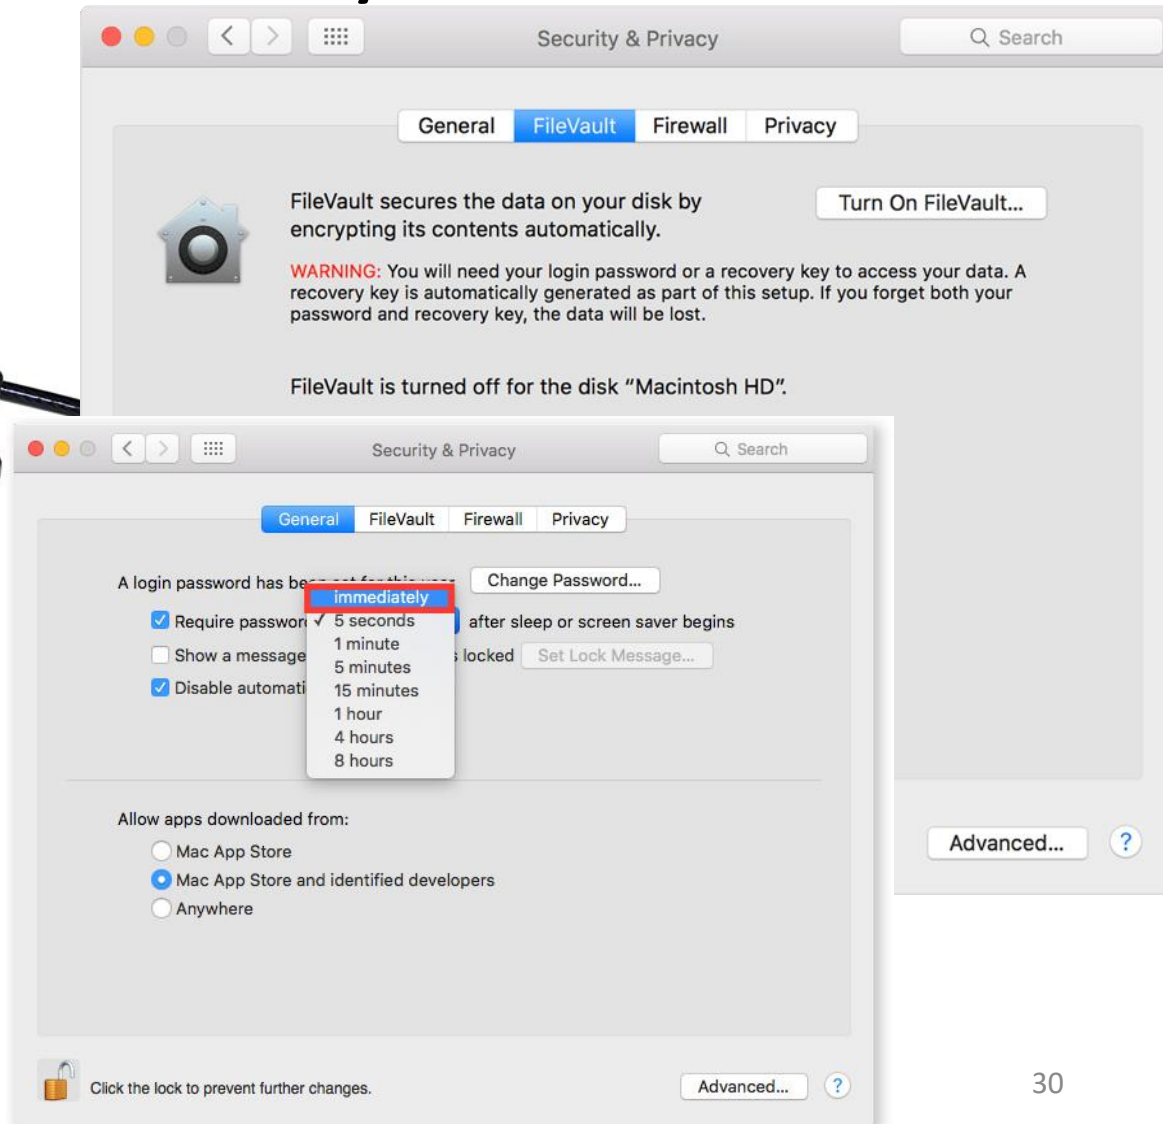 Security & Privacy
Search
General FileVault Firewall Privacy
FileVault secures the data on your disk by
encrypting its contents automatically.
Turn On FileVault...
WARNING: You will need your login password or a recovery key to access your data. A
recovery key is automatically generated as part of this setup. If you forget both your
password and recovery key, the data will be lost.
FileVault is turned off for the disk “Macintosh HD”.
Advanced... ?
Security & Privacy
Search
General FileVault Firewall Privacy
A login password has been set for this user Change Password...
Require password after sleep or screen saver begins
immediately
✓ 5 seconds
1 minute
5 minutes
15 minutes
1 hour
4 hours
8 hours
Show a message locked Set Lock Message...
Disable
Allow apps downloaded from:
Mac App Store
Mac App Store and identified developers
Anywhere
Click the lock to prevent further changes.
Advanced... ?
30